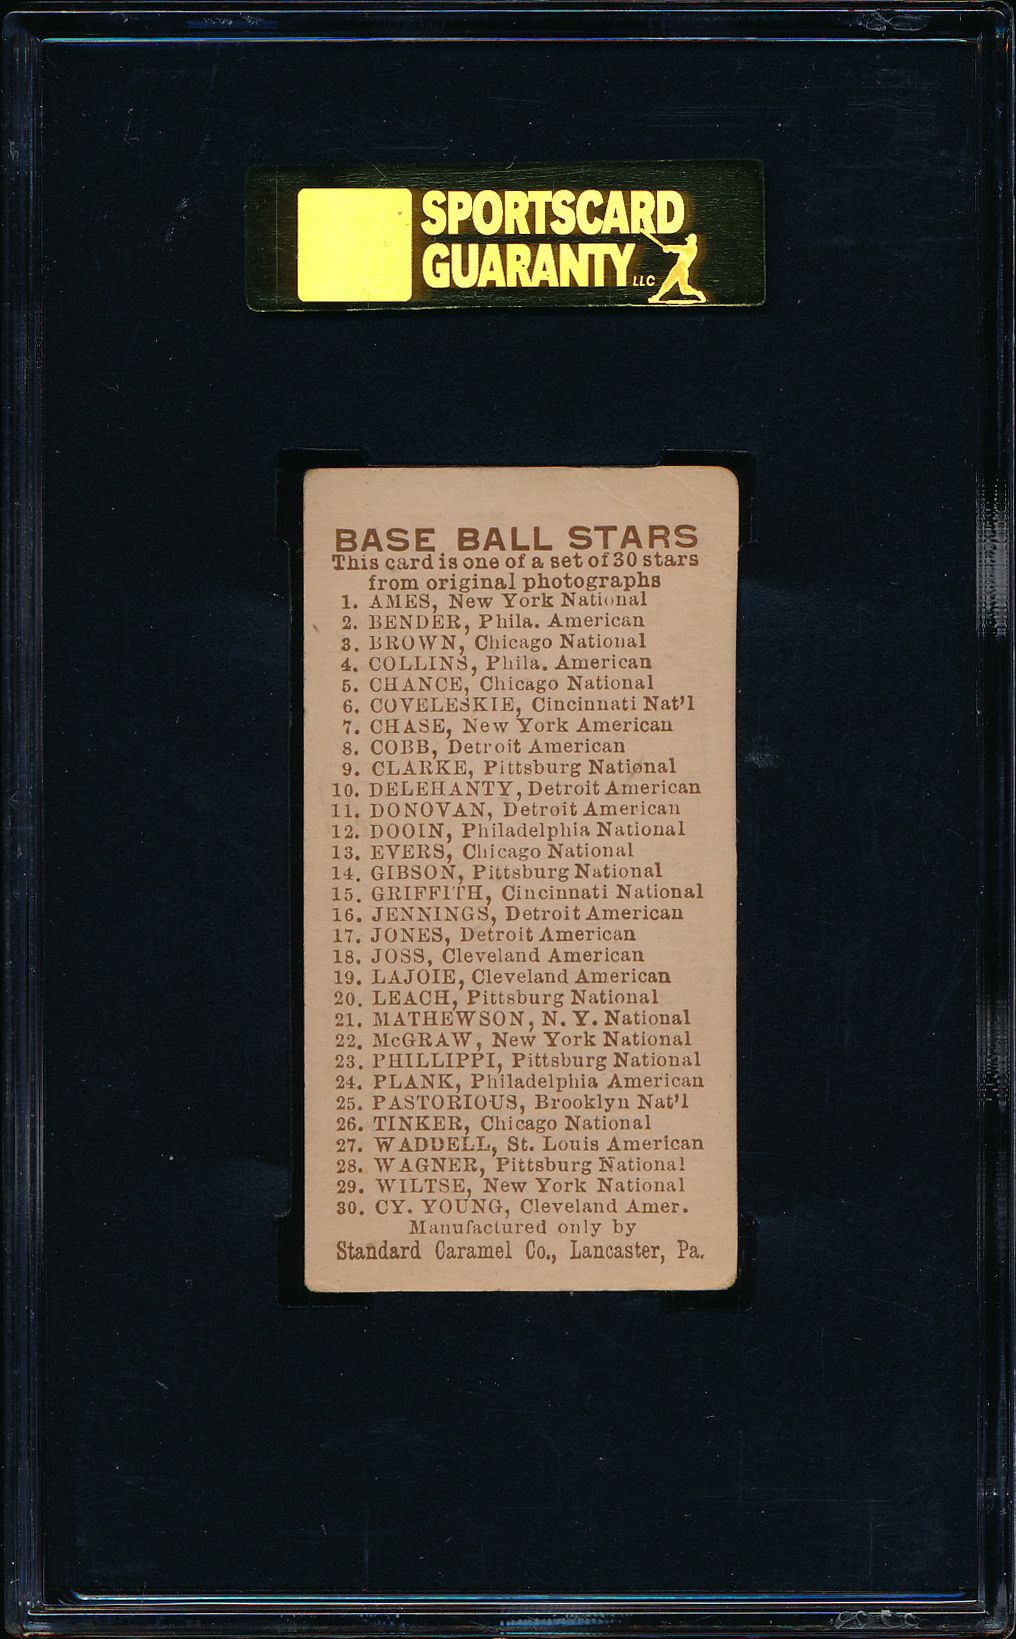 SPORTSCARD
GUARANTY LLC
BASE BALL STARS
This card is one of a set of 30 stars
from original photographs
1. AMES, New York National
2. BENDER, Phila. American
3. BROWN, Chicago National
4. COLLINS, Phila. American
5. CHANCE, Chicago National
6. COVELESKIE, Cincinnati Nat'l
7. CHASE, New York American
8. COBB, Detroit American
9. CLARKE, Pittsburg National
10. DELEHANTY, Detroit American
11. DONOVAN, Detroit American
12. DOOIN, Philadelphia National
13. EVERS, Chicago National
14. GIBSON, Pittsburg National
15. GRIFFITH, Cincinnati National
16. JENNINGS, Detroit American
17. JONES, Detroit American
18. JOSS, Cleveland American
19. LAJOIE, Cleveland American
20. LEACH, Pittsburg National
21. MATHEWSON, N. Y. National
22. McGRAW, New York National
23. PHILLIPPI, Pittsburg National
24. PLANK, Philadelphia American
25. PASTORIOUS, Brooklyn Nat'l
26. TINKER, Chicago National
27. WADDELL, St. Louis American
28. WAGNER, Pittsburg National
29. WILTSE, New York National
30. CY. YOUNG, Cleveland Amer.
Manufactured only by
Standard Caramel Co., Lancaster, Pa.